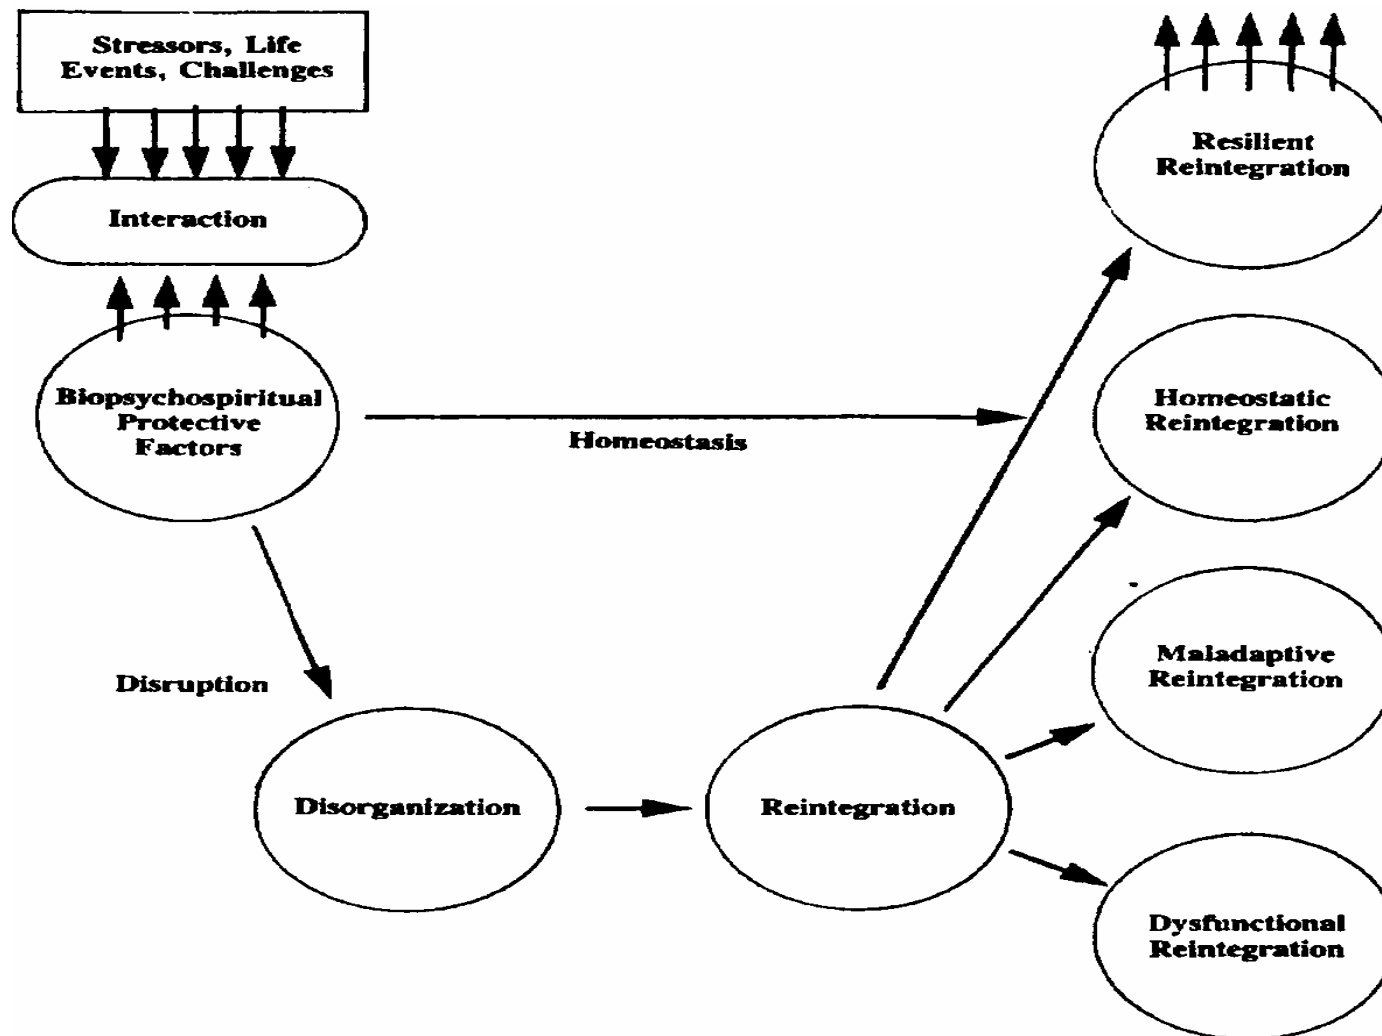 Stressors, Life
Events, Challenges
Interaction
Biopsychospiritual
Protective
Factors
Homeostasis
Disruption
Disorganization
Reintegration
Resilient
Reintegration
Homeostatic
Reintegration
Maladaptive
Reintegration
Dysfunctional
Reintegration